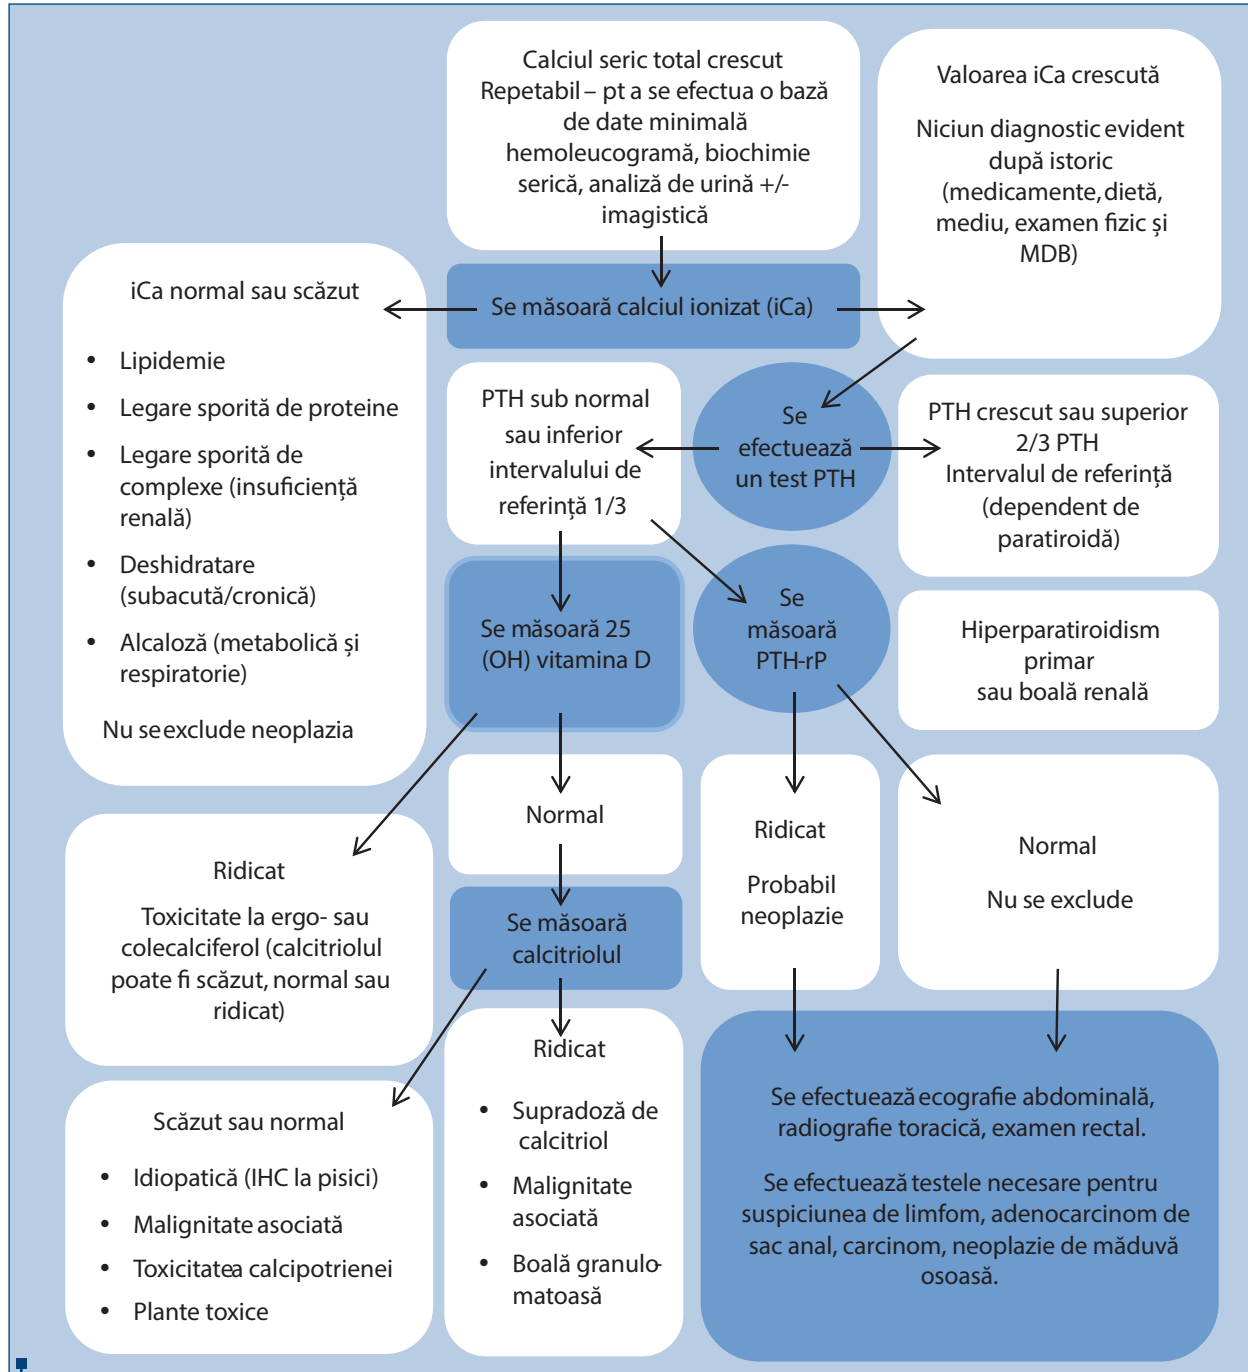 Calciul seric total crescut
Repetabil – pt a se efectua o bază
de date minimală
hemoleucogramă, biochimie
serică, analiză de urină +/-
imagistică
Valoarea iCa crescută
Niciun diagnostic evident
după istoric
(medicamente, dietă,
mediu, examen fizic și
MDB)
iCa normal sau scăzut
• Lipidemie
• Legare sporită de proteine
• Legare sporită de
complexe (insuficiență
renală)
• Deshidratare
(subacută/cronică)
• Alcaloză (metabolică și
respiratorie)
Nu se exclude neoplazia
Se măsoară calciul ionizat (iCa)
PTH sub normal
sau inferior
intervalului de
referință 1/3
Se
efectuează
un test PTH
PTH crescut sau superior
2/3 PTH
Intervalul de referință
(dependent de
paratiroidă)
Se măsoară 25
(OH) vitamina D
Se
măsoară
PTH-rP
Hiperparatiroidism
primar
sau boală renală
Normal
Ridicat
Probabil
neoplazie
Normal
Nu se exclude
Ridicat
Toxicitate la ergo- sau
colecalciferol (calcitriolul
poate fi scăzut, normal sau
ridicat)
Se măsoară
calcitriolul
Scăzut sau normal
• Idiopatică (IHC la pisici)
• Malignitate asociată
• Toxicitatea calcipotrienei
• Plante toxice
Ridicat
• Supradoză de
calcitriol
• Malignitate
asociată
• Boală granulo-
matoasă
Se efectuează ecografie abdominală,
radiografie toracică, examen rectal.
Se efectuează testele necesare pentru
suspiciunea de limfom, adenocarcinom de
sac anal, carcinom, neoplazie de măduvă
osoasă.